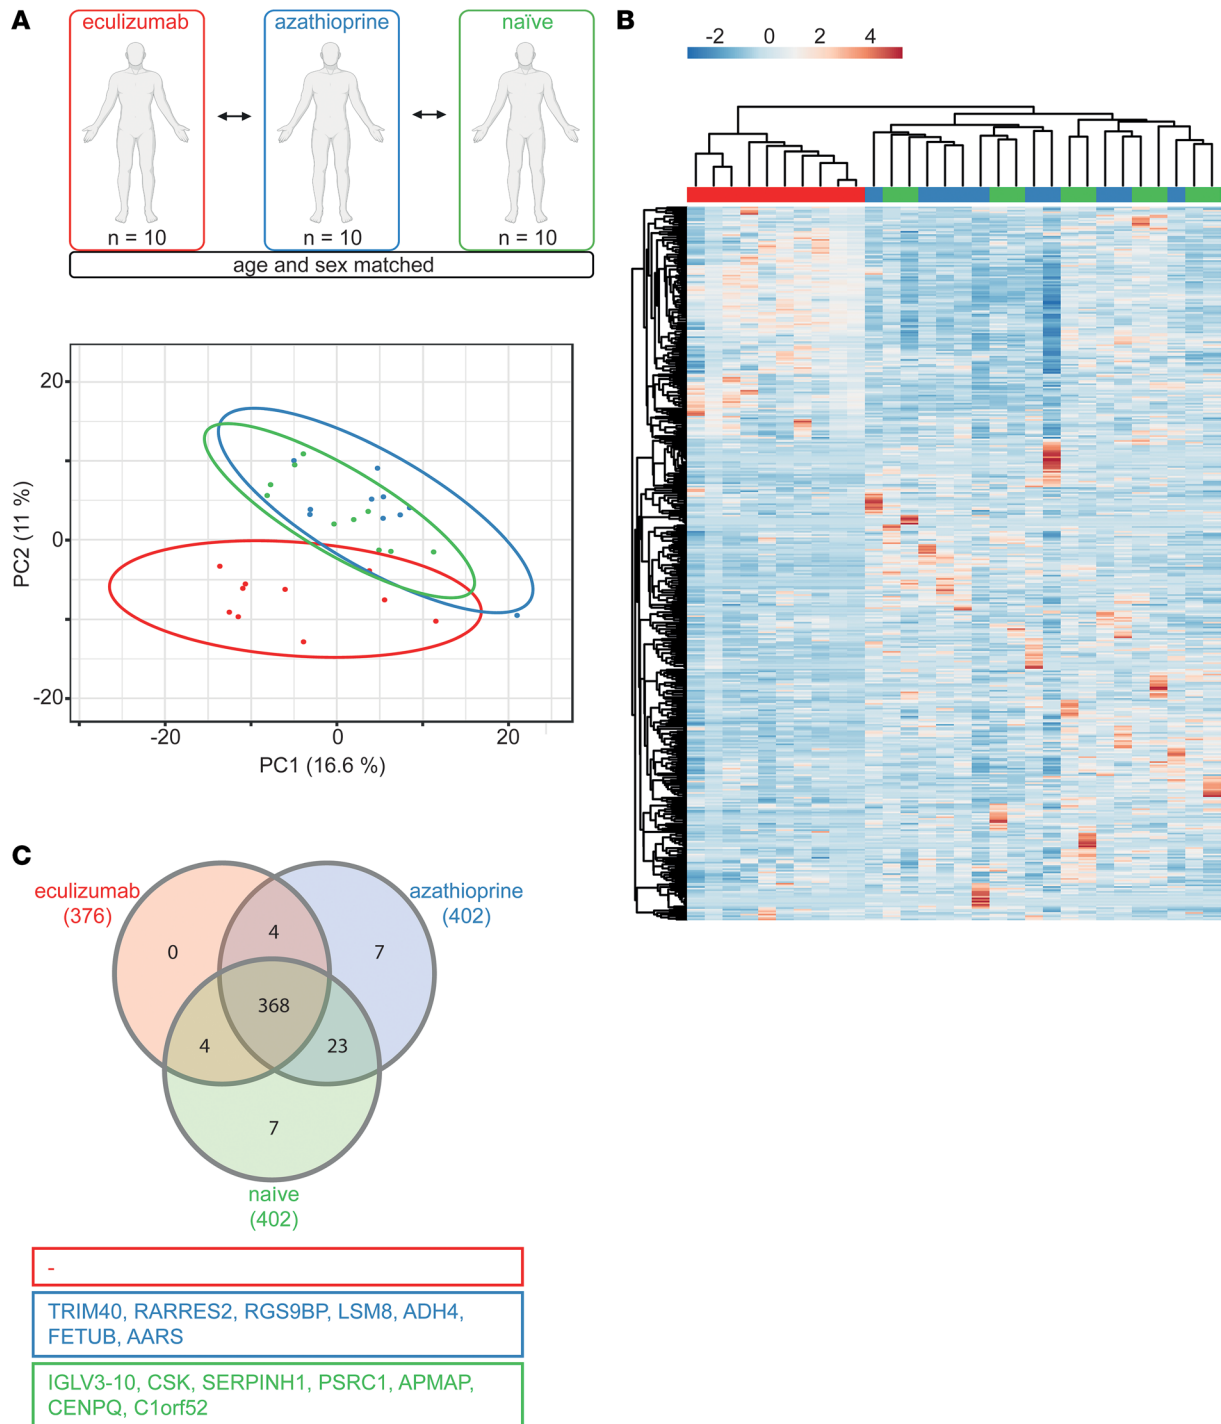 A
eculizumab
azathioprine
naïve
n = 10
n = 10
n = 10
age and sex matched
20
0
-20
PC2 (11 %)
-20
0
20
PC1 (16.6 %)
B
-2
0
2
4
C
eculizumab
(376)
azathioprine
(402)
0
4
7
368
4
23
7
naive
(402)
-
TRIM40, RARRES2, RGS9BP, LSM8, ADH4,
FETUB, AARS
IGLV3-10, CSK, SERPINH1, PSRC1, APMAP,
CENPQ, C1orf52